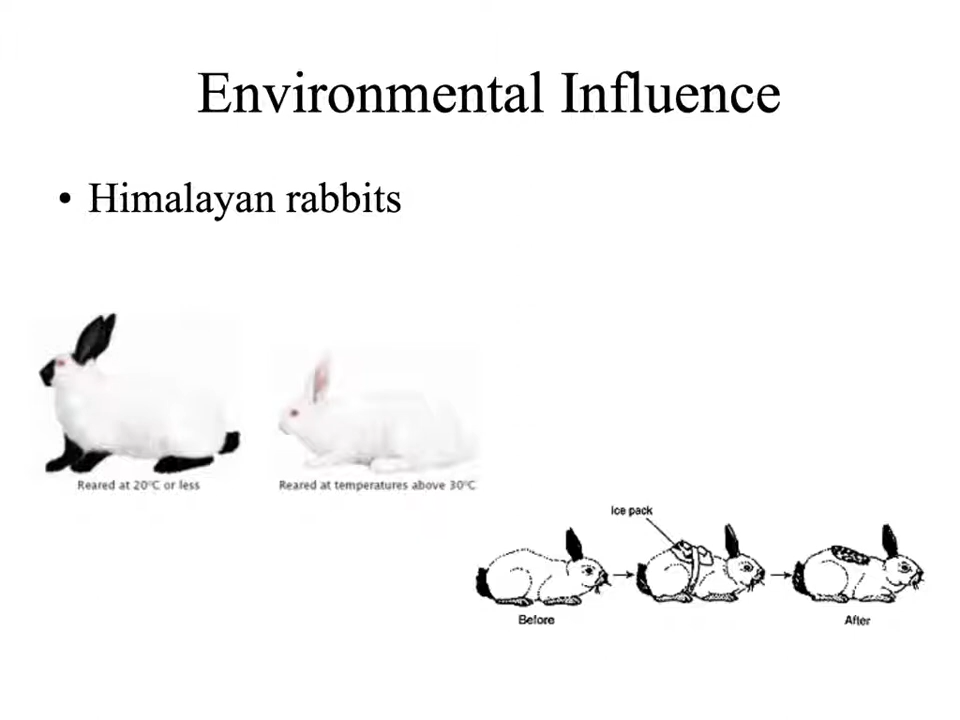 Environmental Influence
• Himalayan rabbits
Reared at 20°C or less
Reared at temperatures above 30°C
Ice pack
Before
After